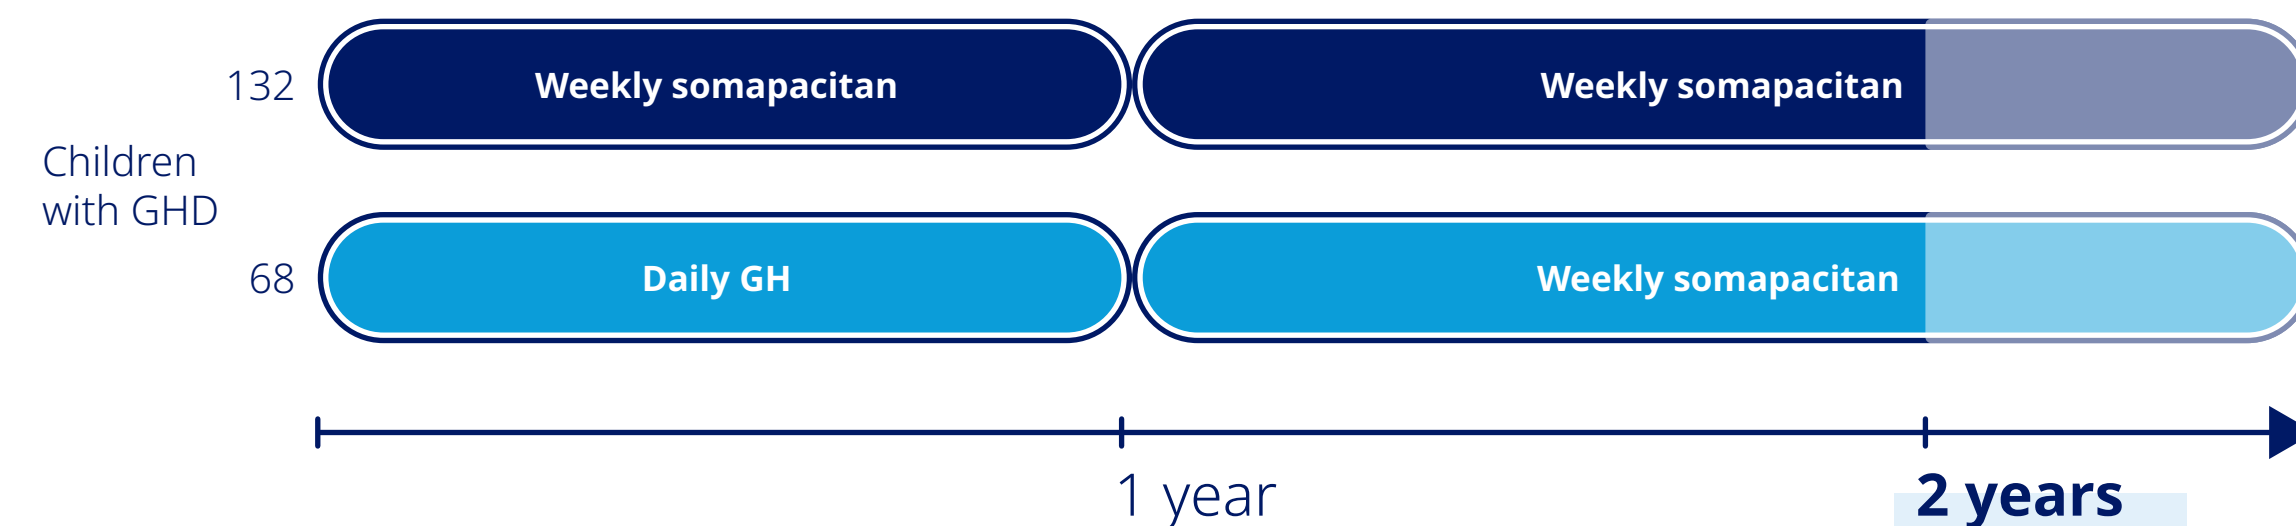 132
Weekly somapacitan
Weekly somapacitan
Children
with GHD
68
Daily GH
Weekly somapacitan
1 year
2 years